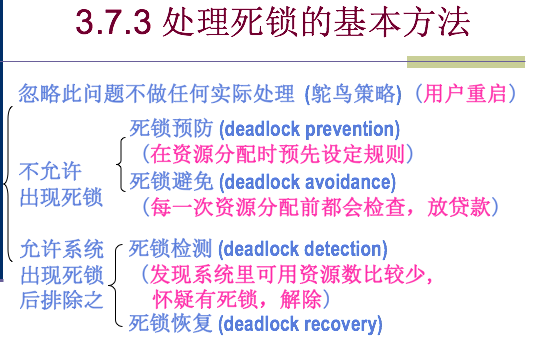 3.7.3 处理死锁的基本方法
忽略此问题不做任何实际处理 (鸵鸟策略)（用户重启）
不允许
出现死锁
死锁预防 (deadlock prevention)
（在资源分配时预先设定规则）
死锁避免 (deadlock avoidance)
（每一次资源分配前都会检查，放贷款）
允许系统
出现死锁
后排除之
死锁检测 (deadlock detection)
（发现系统里可用资源数比较少,
怀疑有死锁，解除）
死锁恢复 (deadlock recovery)